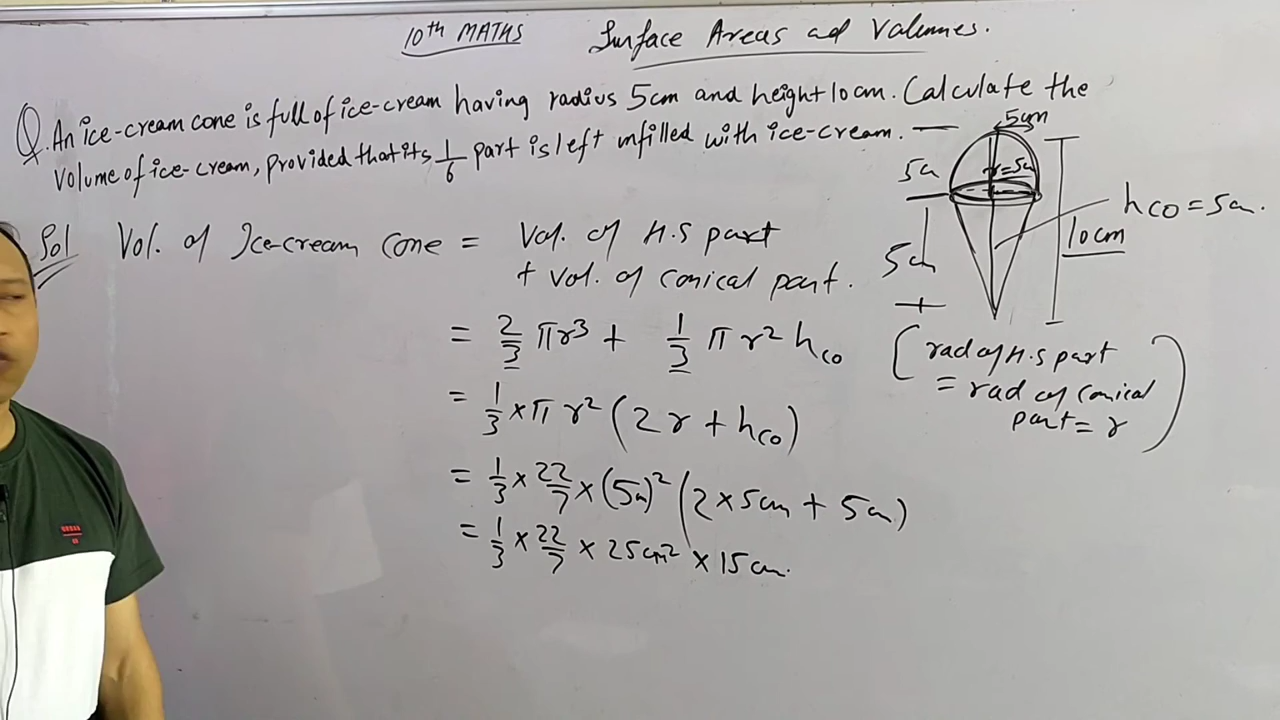 10th MATHS Surface Areas ad Volumes.
Q. An ice-cream cone is full of ice-cream having radius 5cm and height 10cm. Calculate the
volume of ice-cream, provided that its 1/6 part is left unfilled with ice-cream.
5cm
5cm
r=5cm
hco = 5cm.
10cm
5cm
Sol Vol. of Ice-cream Cone = Vol. of H.S part
+ Vol. of conical part.
= 2/3 πr³ + 1/3 πr² hco
(rad of H.S part
= rad of Conical
part = r)
= 1/3 × πr² (2r + hco)
= 1/3 × 22/7 × (5cm)² (2×5cm + 5cm)
= 1/3 × 22/7 × 25cm² × 15cm.